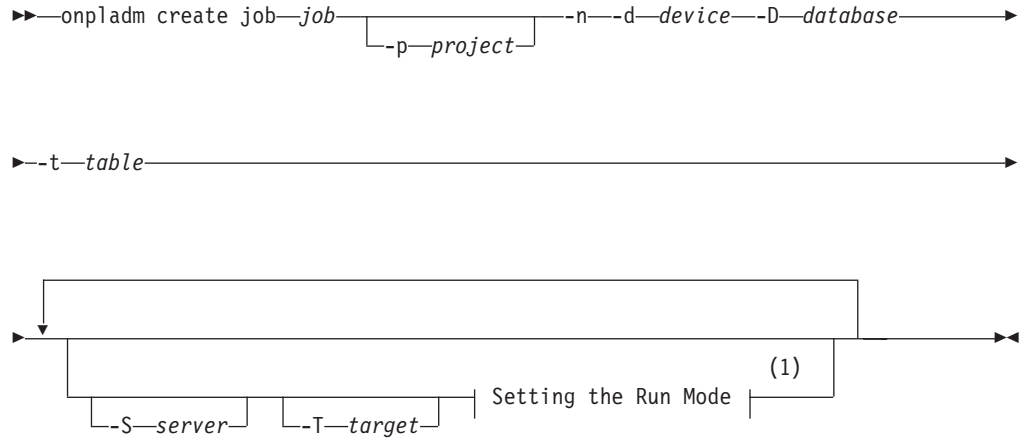 onpladm create job job -n -d device -D database
-p project
-t table
(1)
Setting the Run Mode
-S server -T target